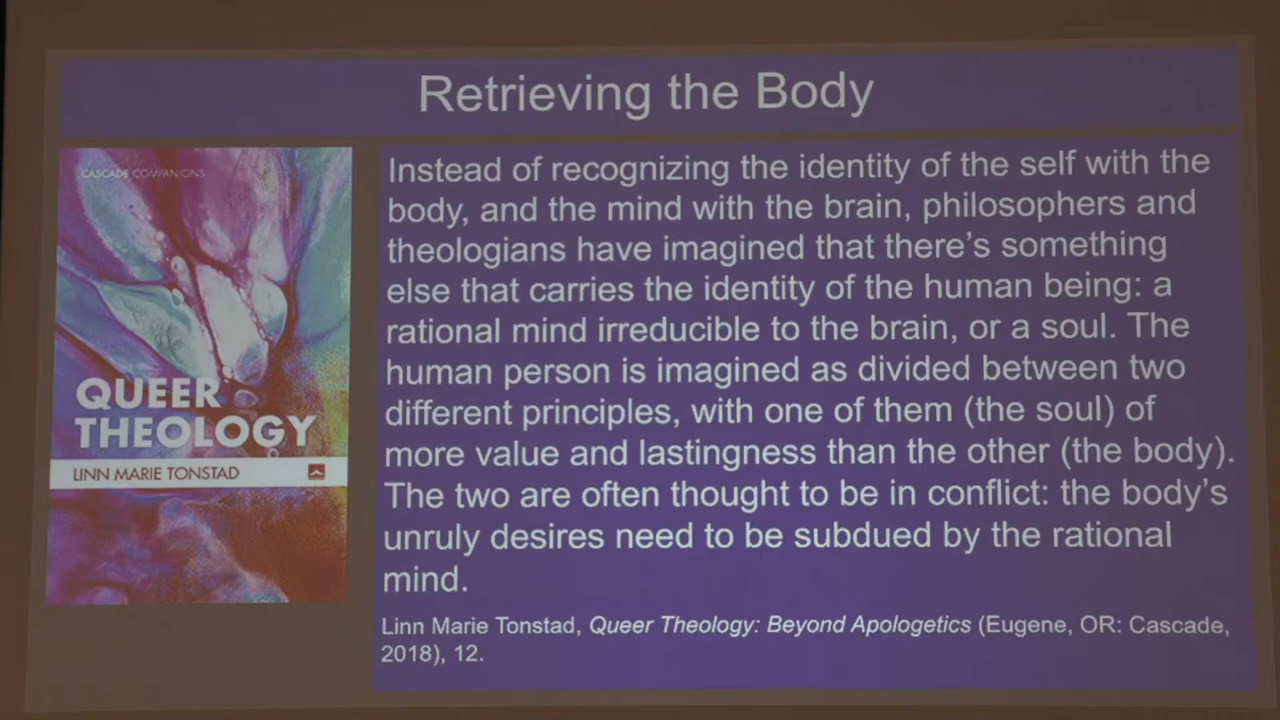 Retrieving the Body
CASCADE COMPANIONS
QUEER
THEOLOGY
LINN MARIE TONSTAD
Instead of recognizing the identity of the self with the
body, and the mind with the brain, philosophers and
theologians have imagined that there's something
else that carries the identity of the human being: a
rational mind irreducible to the brain, or a soul. The
human person is imagined as divided between two
different principles, with one of them (the soul) of
more value and lastingness than the other (the body).
The two are often thought to be in conflict: the body's
unruly desires need to be subdued by the rational
mind.
Linn Marie Tonstad, Queer Theology: Beyond Apologetics (Eugene, OR: Cascade,
2018), 12.